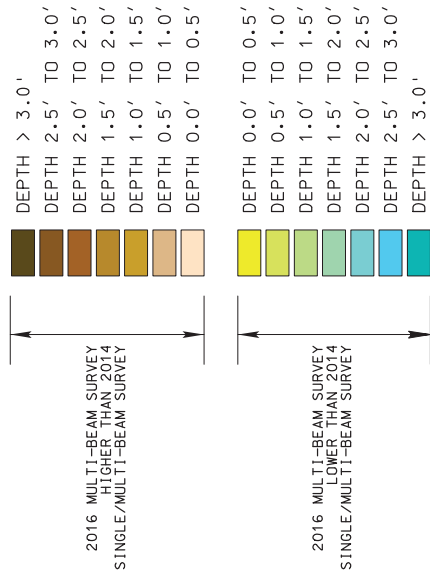 DEPTH > 3.0'
DEPTH 2.5' TO 3.0'
DEPTH 2.0' TO 2.5'
DEPTH 1.5' TO 2.0'
DEPTH 1.0' TO 1.5'
DEPTH 0.5' TO 1.0'
DEPTH 0.0' TO 0.5'
2016 MULTI-BEAM SURVEY
HIGHER THAN 2014
SINGLE/MULTI-BEAM SURVEY
DEPTH 0.0' TO 0.5'
DEPTH 0.5' TO 1.0'
DEPTH 1.0' TO 1.5'
DEPTH 1.5' TO 2.0'
DEPTH 2.0' TO 2.5'
DEPTH 2.5' TO 3.0'
DEPTH > 3.0'
2016 MULTI-BEAM SURVEY
LOWER THAN 2014
SINGLE/MULTI-BEAM SURVEY